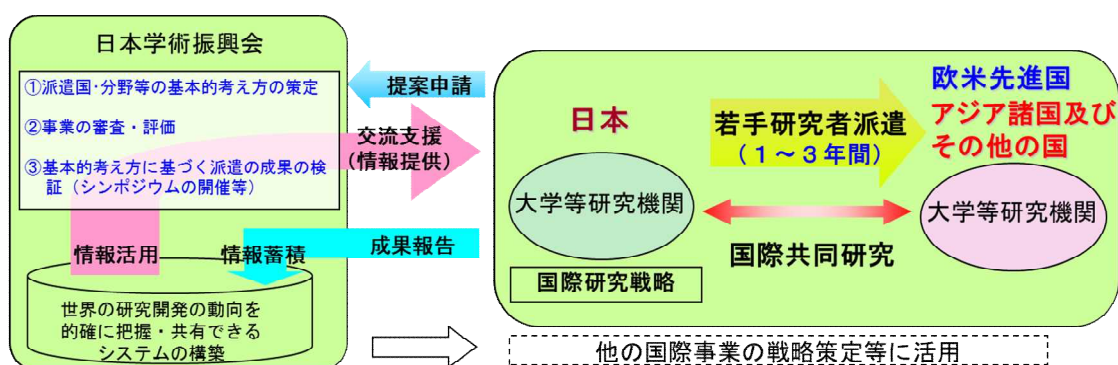 日本学術振興会
①派遣国・分野等の基本的考え方の策定
②事業の審査・評価
③基本的考え方に基づく派遣の成果の検
証（シンポジウムの開催等）
情報活用
情報蓄積
世界の研究開発の動向を
的確に把握・共有できる
システムの構築
提案申請
交流支援
（情報提供）
成果報告
日本
大学等研究機関
国際研究戦略
若手研究者派遣
（１～３年間）
国際共同研究
欧米先進国
アジア諸国及び
その他の国
大学等研究機関
他の国際事業の戦略策定等に活用